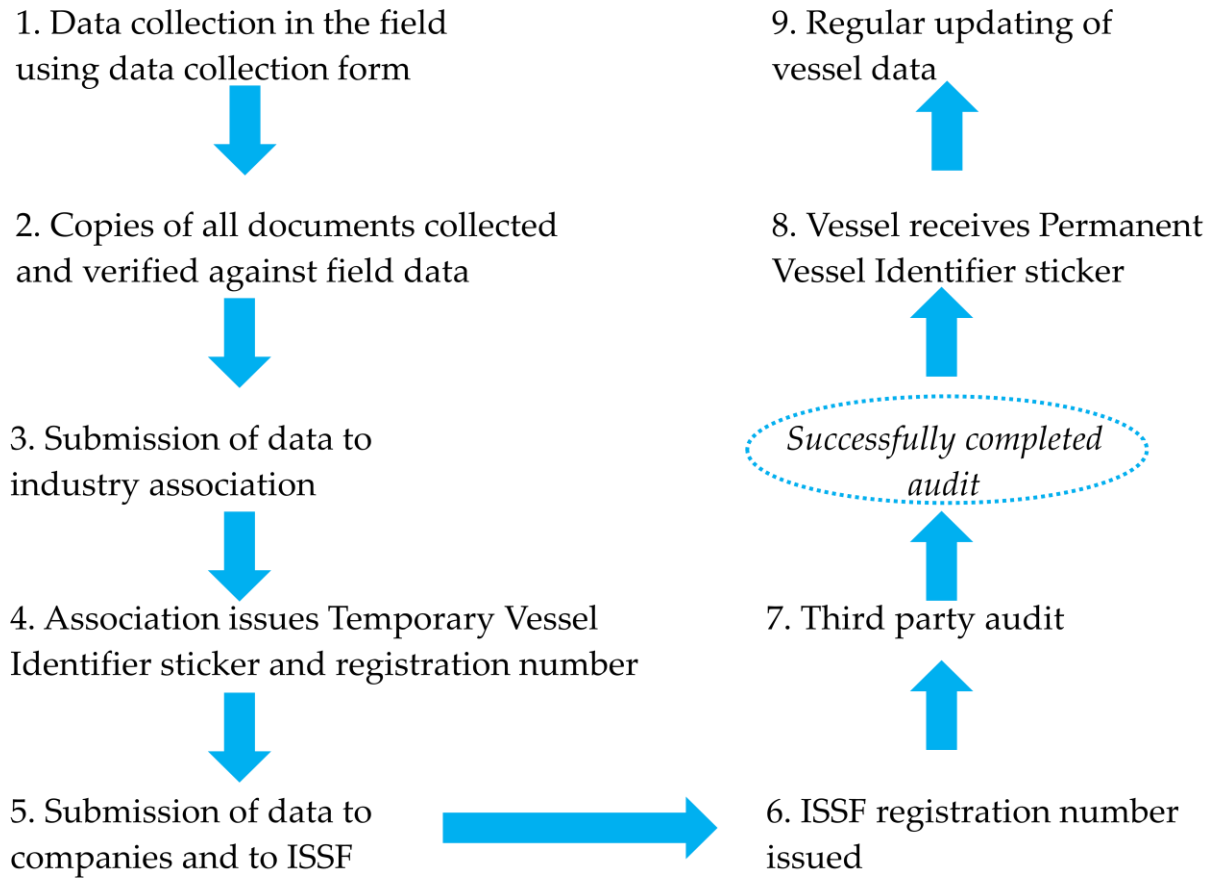 1. Data collection in the field
using data collection form
2. Copies of all documents collected
and verified against field data
3. Submission of data to
industry association
4. Association issues Temporary Vessel
Identifier sticker and registration number
5. Submission of data to
companies and to ISSF
6. ISSF registration number
issued
7. Third party audit
Successfully completed
audit
8. Vessel receives Permanent
Vessel Identifier sticker
9. Regular updating of
vessel data